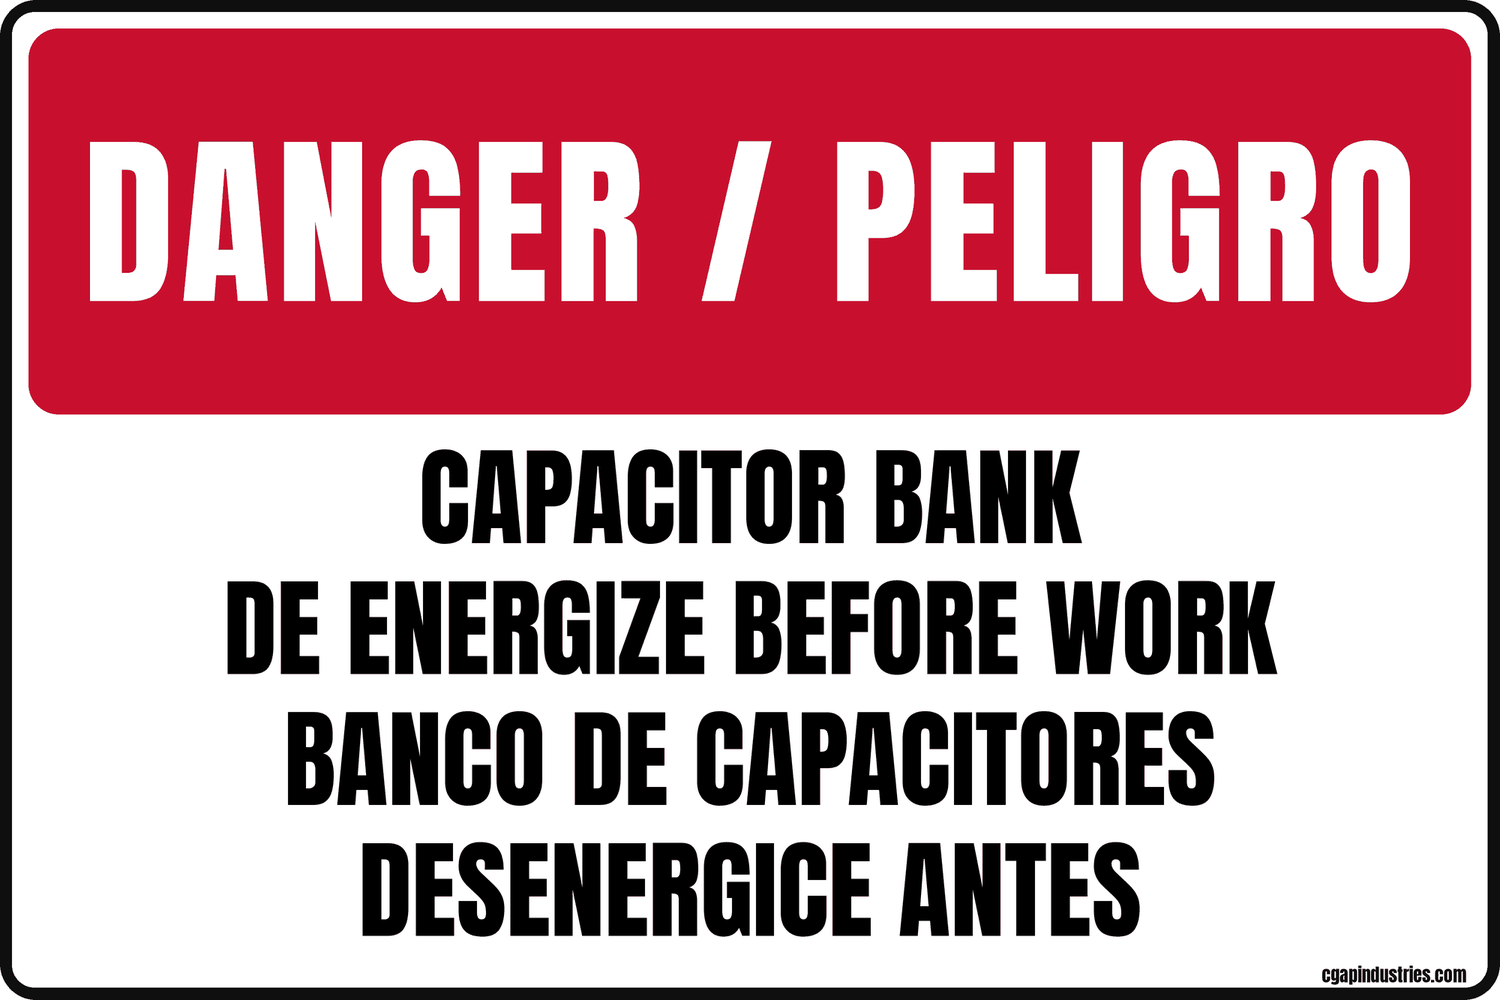 DANGER / PELIGRO
CAPACITOR BANK
DE ENERGIZE BEFORE WORK
BANCO DE CAPACITORES
DESENERGICE ANTES
cgapindustries.com